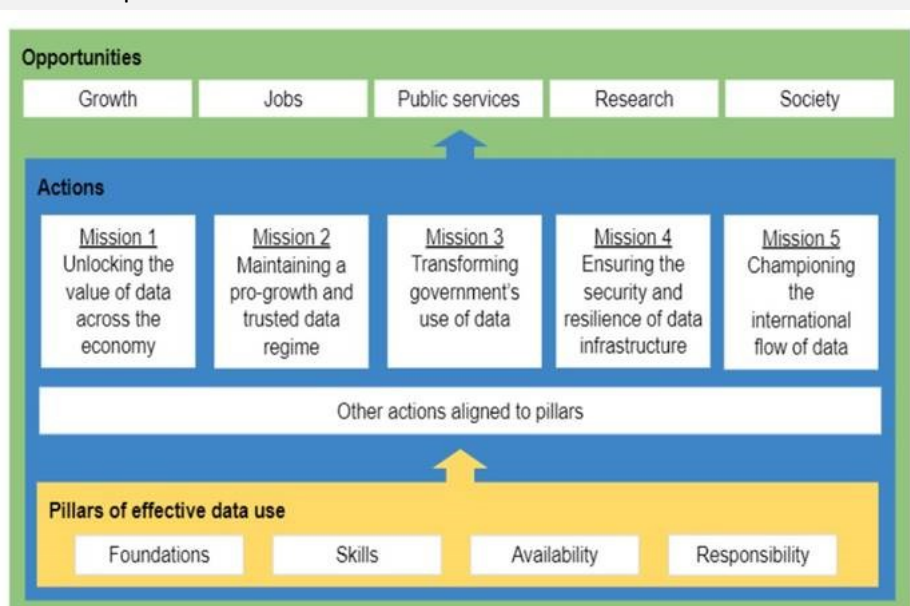 Opportunities
Growth
Jobs
Public services
Research
Society
Actions
Mission 1
Unlocking the
value of data
across the
economy
Mission 2
Maintaining a
pro-growth and
trusted data
regime
Mission 3
Transforming
government's
use of data
Mission 4
Ensuring the
security and
resilience of data
infrastructure
Mission 5
Championing
the
international
flow of data
Other actions aligned to pillars
Pillars of effective data use
Foundations
Skills
Availability
Responsibility